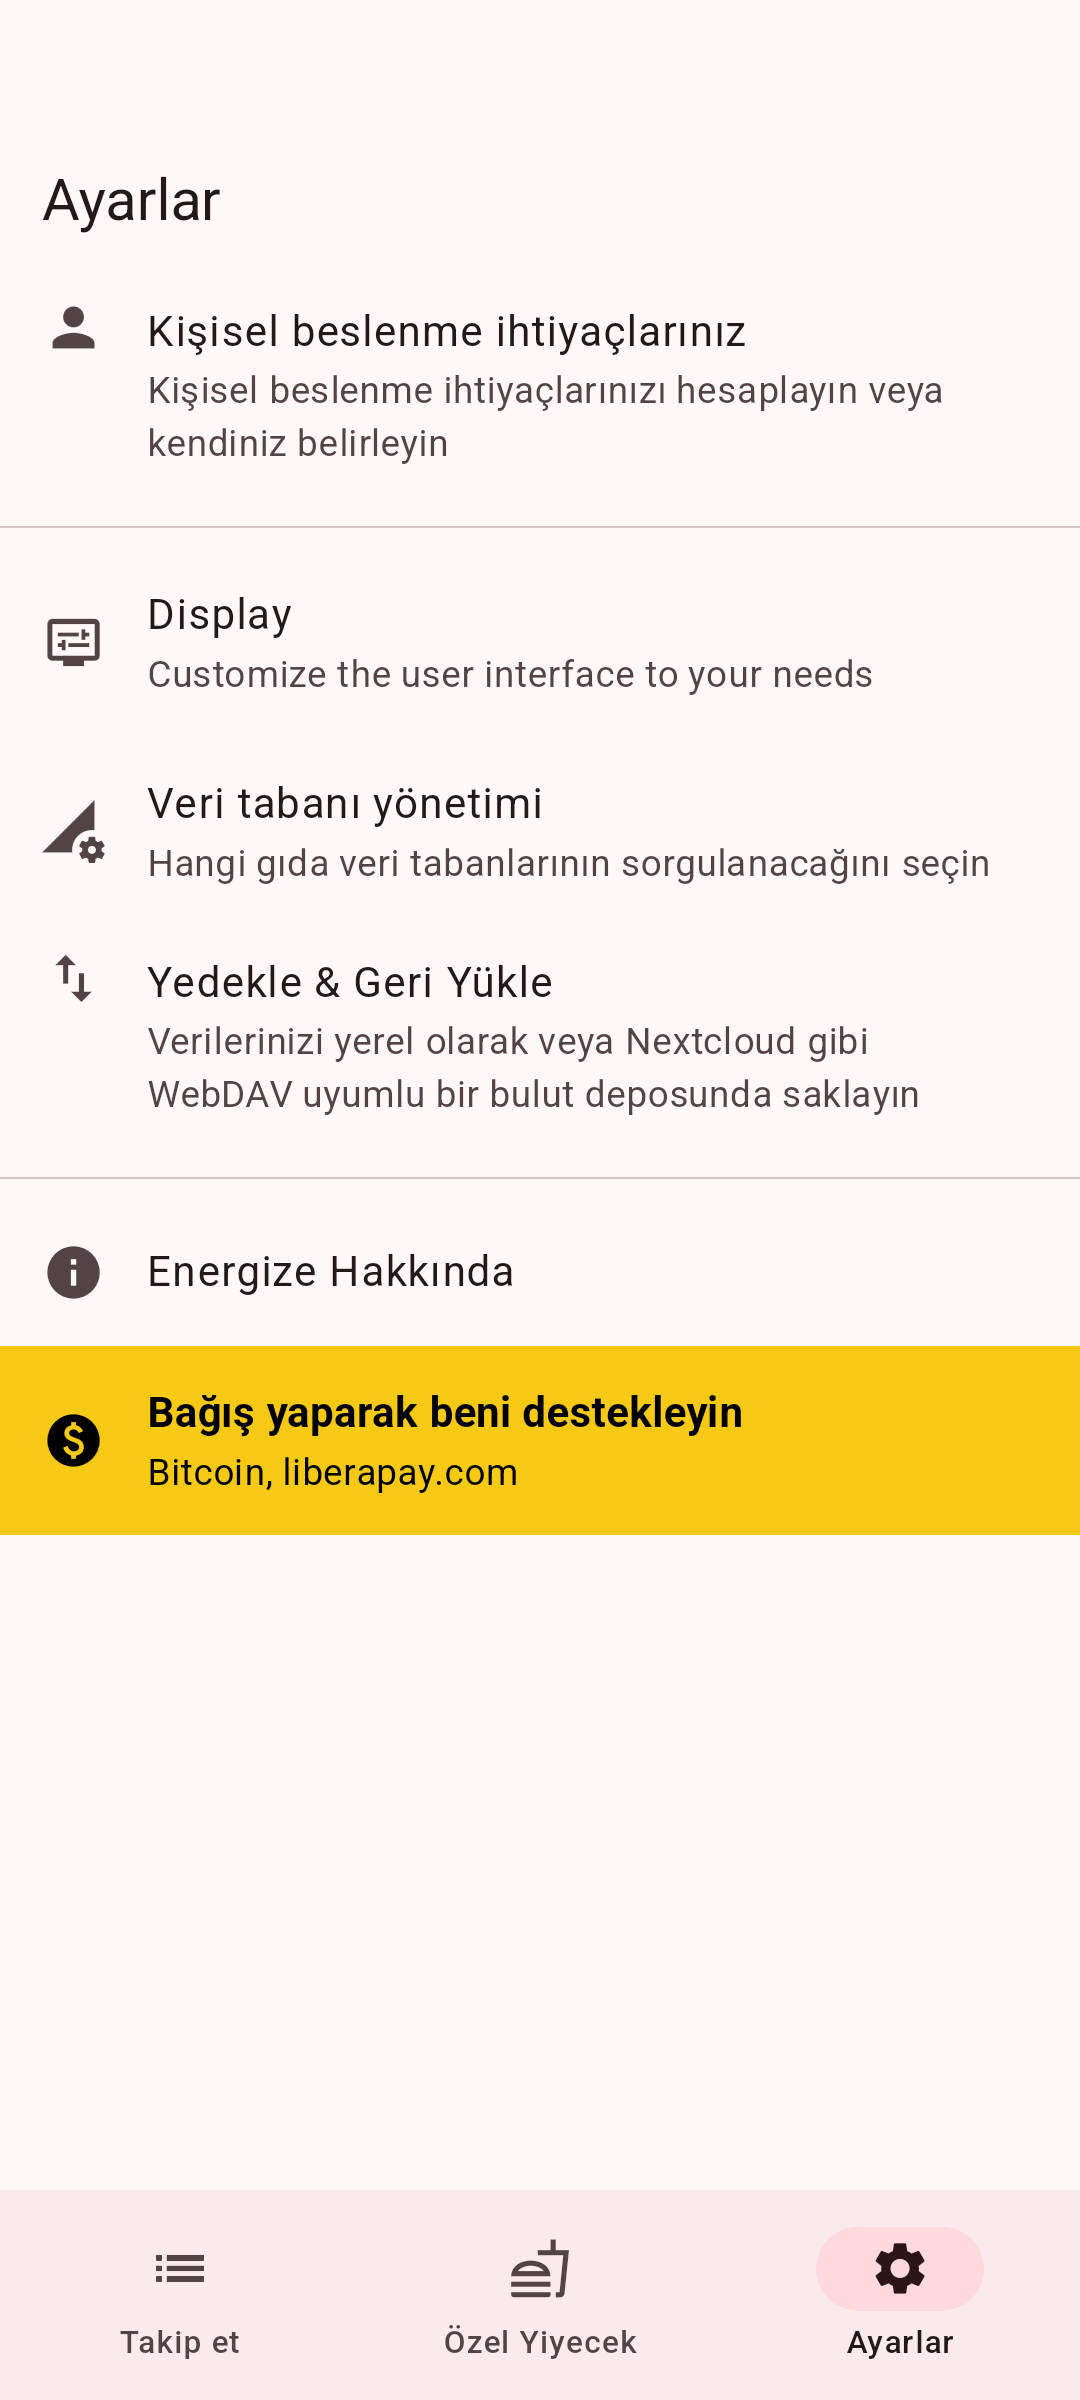 Ayarlar
Kişisel beslenme ihtiyaçlarınız
Kişisel beslenme ihtiyaçlarınızı hesaplayın veya
kendiniz belirleyin
Display
Customize the user interface to your needs
Veri tabanı yönetimi
Hangi gıda veri tabanlarının sorgulanacağını seçin
Yedekle & Geri Yükle
Verilerinizi yerel olarak veya Nextcloud gibi
WebDAV uyumlu bir bulut deposunda saklayın
Energize Hakkında
Bağış yaparak beni destekleyin
Bitcoin, liberapay.com
Takip et
Özel Yiyecek
Ayarlar